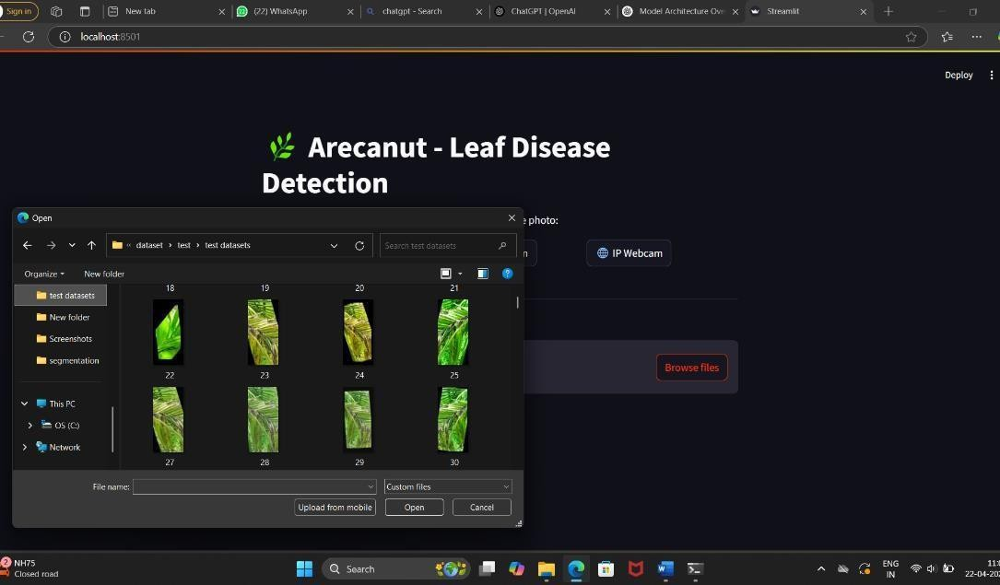 Sign in
New tab
(22) WhatsApp
chatgpt - Search
ChatGPT | OpenAI
Model Architecture Ove
Streamlit
localhost:8501
Deploy
Arecanut - Leaf Disease
Detection
e photo:
n
IP Webcam
Browse files
Open
dataset > test > test datasets
Search test datasets
Organize
New folder
test datasets
New folder
Screenshots
segmentation
This PC
OS (C:)
Network
18 19 20 21
22 23 24 25
27 28 29 30
File name:
Custom files
Upload from mobile
Open
Cancel
2
NH75
Closed road
Search
ENG
IN
22-04-20